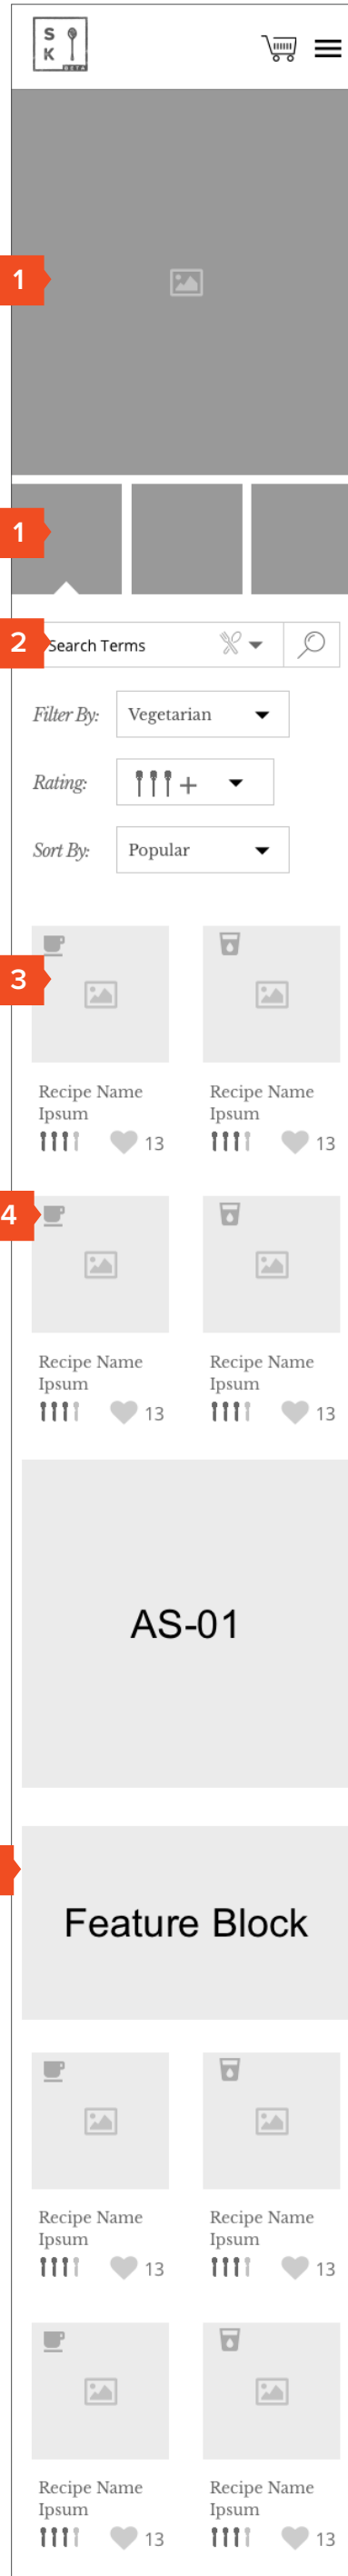 S
K
BETA
1
1
2
Search Terms
Filter By:
Vegetarian
Rating:
+
Sort By:
Popular
3
Recipe Name
Ipsum
13
Recipe Name
Ipsum
13
4
Recipe Name
Ipsum
13
Recipe Name
Ipsum
13
AS-01
Feature Block
Recipe Name
Ipsum
13
Recipe Name
Ipsum
13
Recipe Name
Ipsum
13
Recipe Name
Ipsum
13